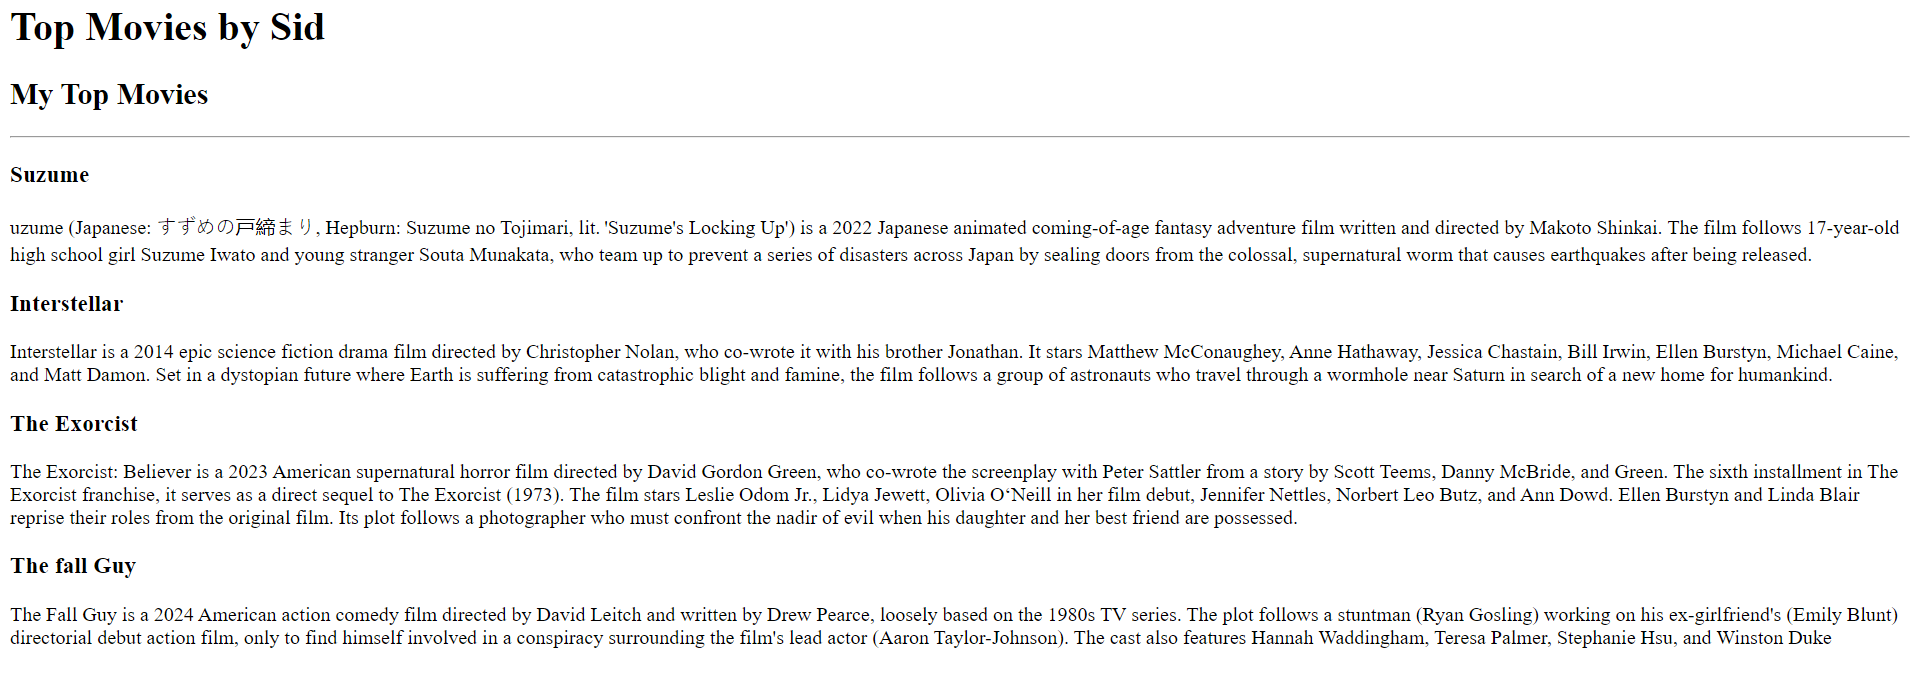 Top Movies by Sid
My Top Movies
Suzume
uzume (Japanese: すずめの戸締まり, Hepburn: Suzume no Tojimari, lit. 'Suzume's Locking Up') is a 2022 Japanese animated coming-of-age fantasy adventure film written and directed by Makoto Shinkai. The film follows 17-year-old
high school girl Suzume Iwato and young stranger Souta Munakata, who team up to prevent a series of disasters across Japan by sealing doors from the colossal, supernatural worm that causes earthquakes after being released.
Interstellar
Interstellar is a 2014 epic science fiction drama film directed by Christopher Nolan, who co-wrote it with his brother Jonathan. It stars Matthew McConaughey, Anne Hathaway, Jessica Chastain, Bill Irwin, Ellen Burstyn, Michael Caine,
and Matt Damon. Set in a dystopian future where Earth is suffering from catastrophic blight and famine, the film follows a group of astronauts who travel through a wormhole near Saturn in search of a new home for humankind.
The Exorcist
The Exorcist: Believer is a 2023 American supernatural horror film directed by David Gordon Green, who co-wrote the screenplay with Peter Sattler from a story by Scott Teems, Danny McBride, and Green. The sixth installment in The
Exorcist franchise, it serves as a direct sequel to The Exorcist (1973). The film stars Leslie Odom Jr., Lidya Jewett, Olivia O‘Neill in her film debut, Jennifer Nettles, Norbert Leo Butz, and Ann Dowd. Ellen Burstyn and Linda Blair
reprise their roles from the original film. Its plot follows a photographer who must confront the nadir of evil when his daughter and her best friend are possessed.
The fall Guy
The Fall Guy is a 2024 American action comedy film directed by David Leitch and written by Drew Pearce, loosely based on the 1980s TV series. The plot follows a stuntman (Ryan Gosling) working on his ex-girlfriend's (Emily Blunt)
directorial debut action film, only to find himself involved in a conspiracy surrounding the film's lead actor (Aaron Taylor-Johnson). The cast also features Hannah Waddingham, Teresa Palmer, Stephanie Hsu, and Winston Duke